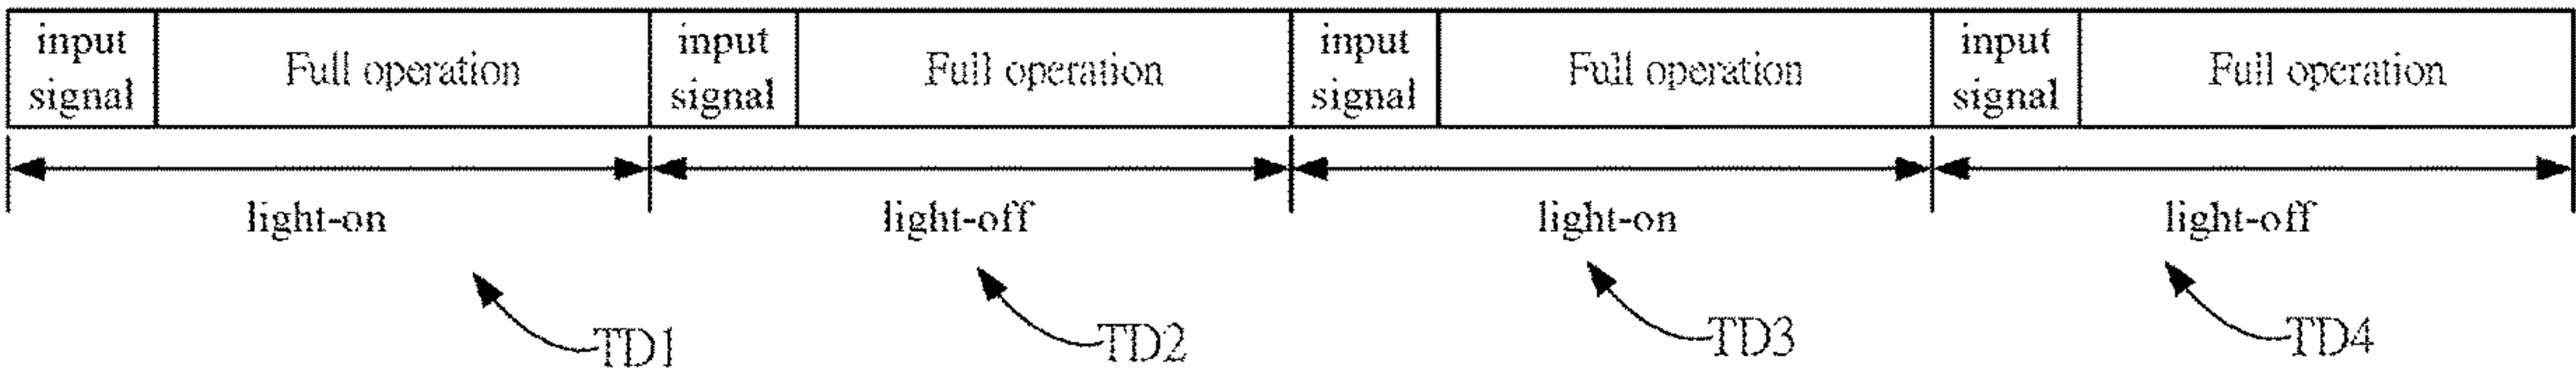 input
signal
Full operation
input
signal
Full operation
input
signal
Full operation
input
signal
Full operation
light-on
light-off
light-on
light-off
TD1
TD2
TD3
TD4